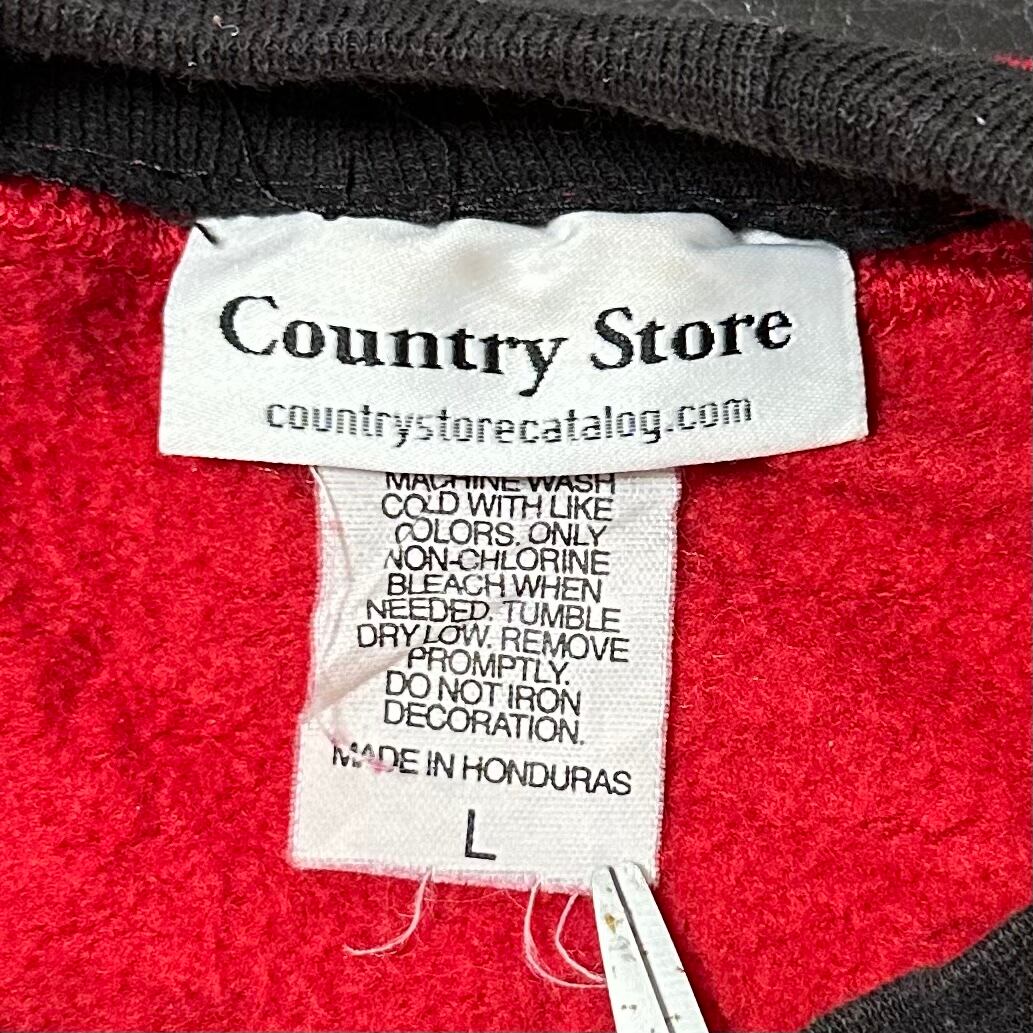 Country Store
countrystorecatalog.com
MACHINE WASH
COLD WITH LIKE
COLORS. ONLY
NON-CHLORINE
BLEACH WHEN
NEEDED. TUMBLE
DRY LOW. REMOVE
PROMPTLY.
DO NOT IRON
DECORATION.
MADE IN HONDURAS
L